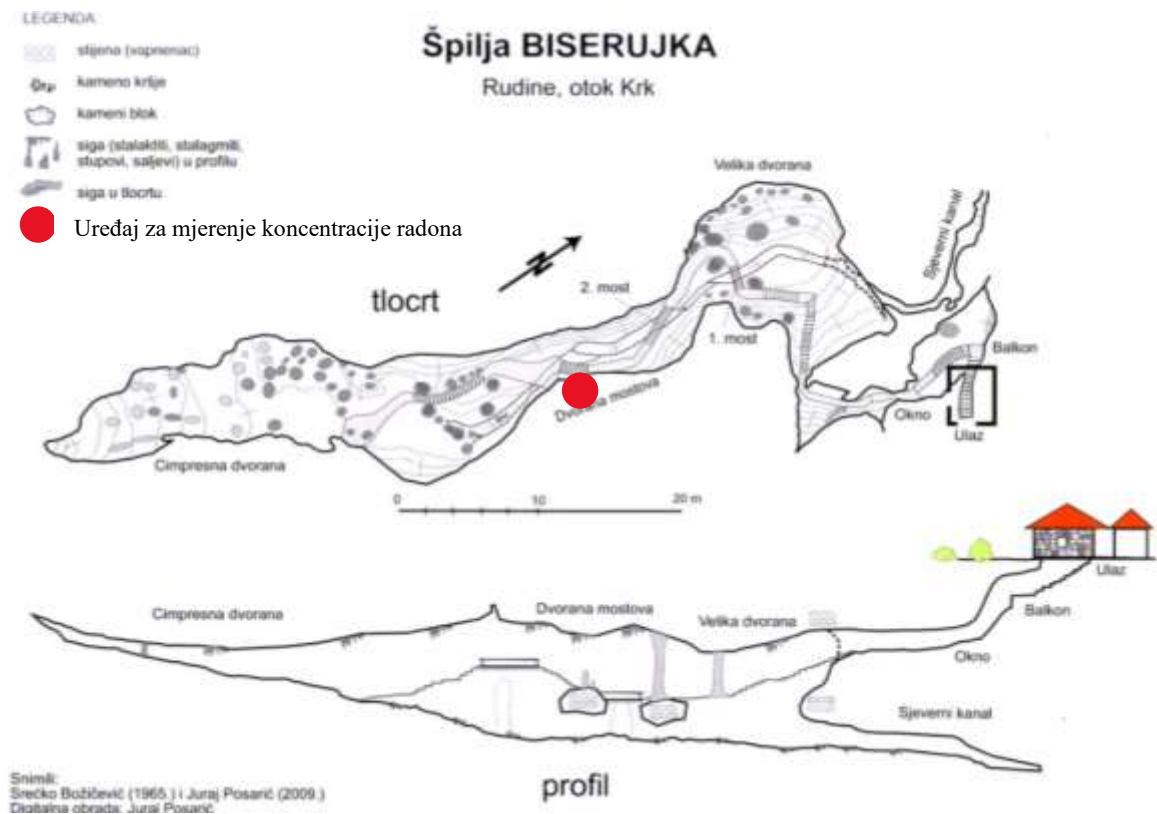 LEGENDA:
stijena (vapnenac)
kameno kršje
kameni blok
siga (stalaktiti, stalagmiti,
stupovi, saljevi) u profilu
siga u tlocrtu
Uređaj za mjerenje koncentracije radona
Špilja BISERUJKA
Rudine, otok Krk
N
tlocrt
Velika dvorana
Sjeverni kanal
2. most
1. most
Balkon
Okno
Ulaz
Dvorana mostova
Cimpresna dvorana
0 10 20 m
Cimpresna dvorana
Dvorana mostova
Velika dvorana
Ulaz
Balkon
Okno
Sjeverni kanal
profil
Snimili:
Srećko Božičević (1965.) i Juraj Posarić (2009.)
Digitalna obrada: Juraj Posarić